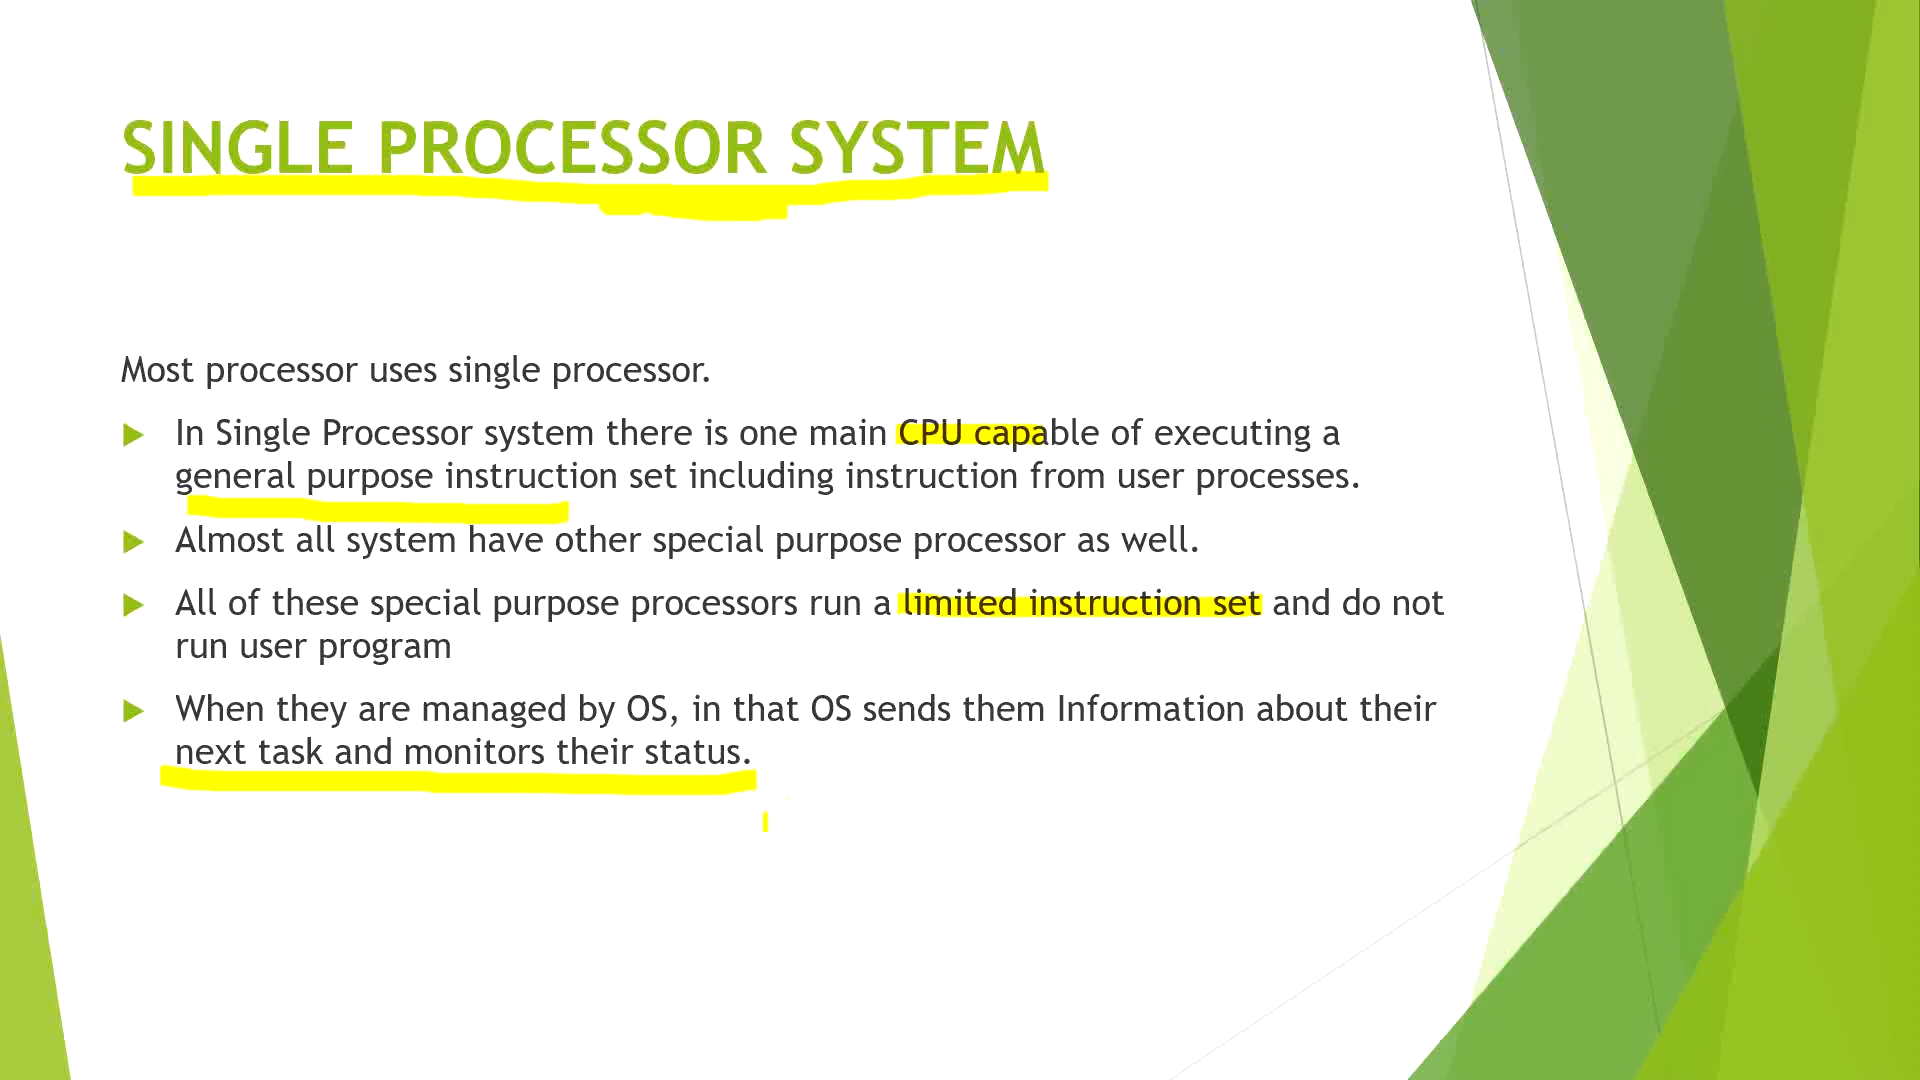 SINGLE PROCESSOR SYSTEM
Most processor uses single processor.
In Single Processor system there is one main CPU capable of executing a
general purpose instruction set including instruction from user processes.
Almost all system have other special purpose processor as well.
All of these special purpose processors run a limited instruction set and do not
run user program
When they are managed by OS, in that OS sends them Information about their
next task and monitors their status.